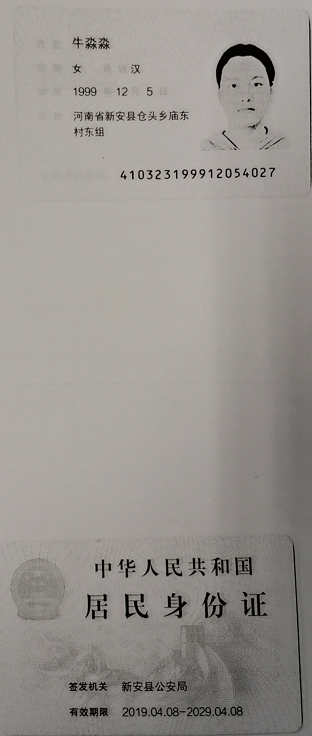 牛淼淼
女 汉
1999 12 5
河南省新安县仓头乡庙东
村东组
410323199912054027
中华人民共和国
居民身份证
签发机关 新安县公安局
有效期限 2019.04.08-2029.04.08